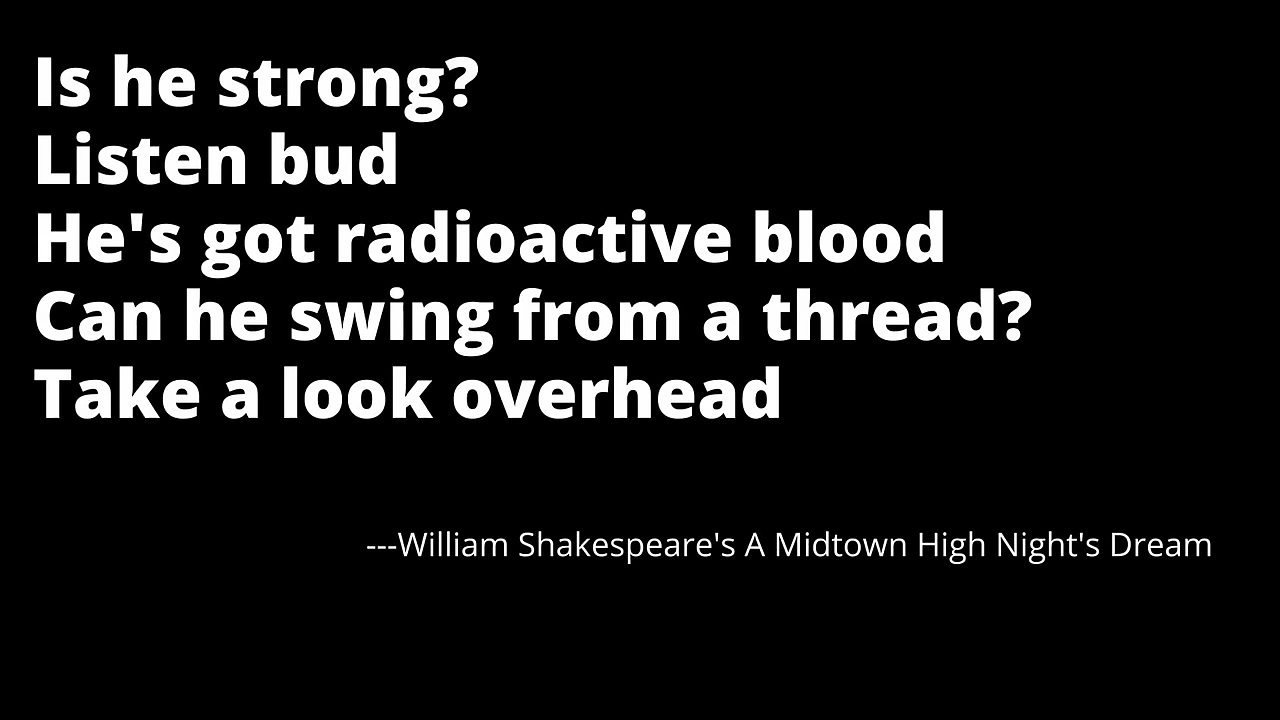 Is he strong?
Listen bud
He's got radioactive blood
Can he swing from a thread?
Take a look overhead
---William Shakespeare's A Midtown High Night's Dream